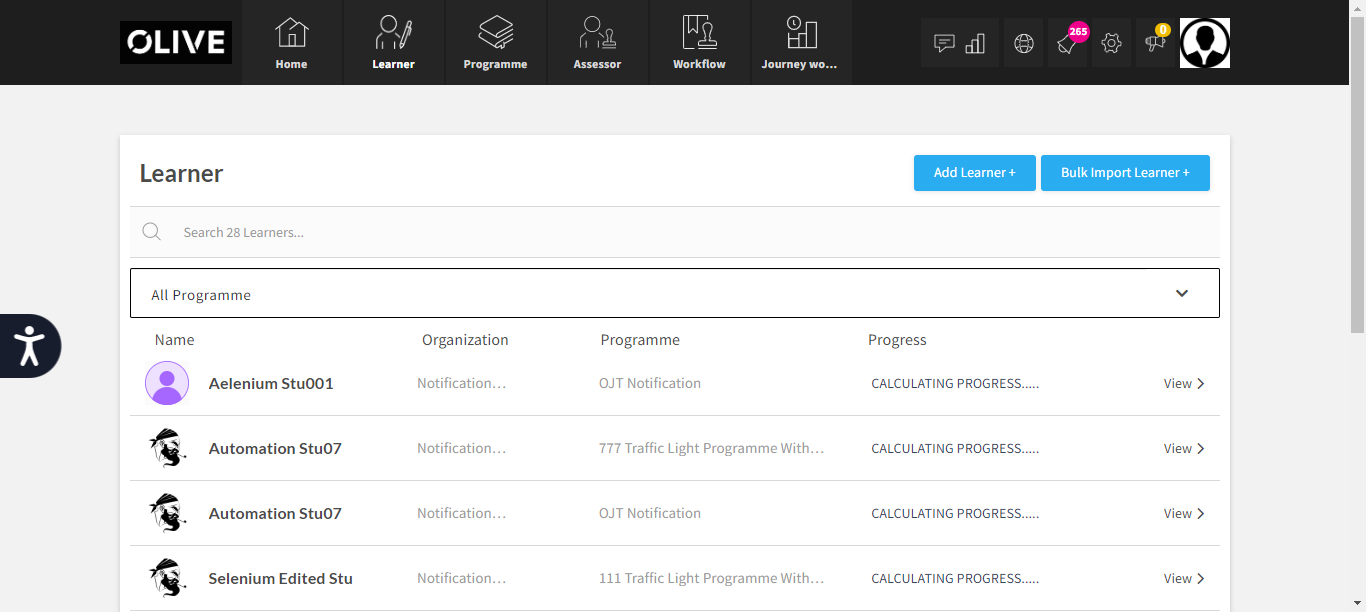 OLIVE
Home
Learner
Programme
Assessor
Workflow
Journey wo...
265
0
Learner
Add Learner +
Bulk Import Learner +
Search 28 Learners...
All Programme
Name Organization Programme Progress
Aelenium Stu001 Notification... OJT Notification CALCULATING PROGRESS..... View
Automation Stu07 Notification... 777 Traffic Light Programme With... CALCULATING PROGRESS..... View
Automation Stu07 Notification... OJT Notification CALCULATING PROGRESS..... View
Selenium Edited Stu Notification... 111 Traffic Light Programme With... CALCULATING PROGRESS..... View